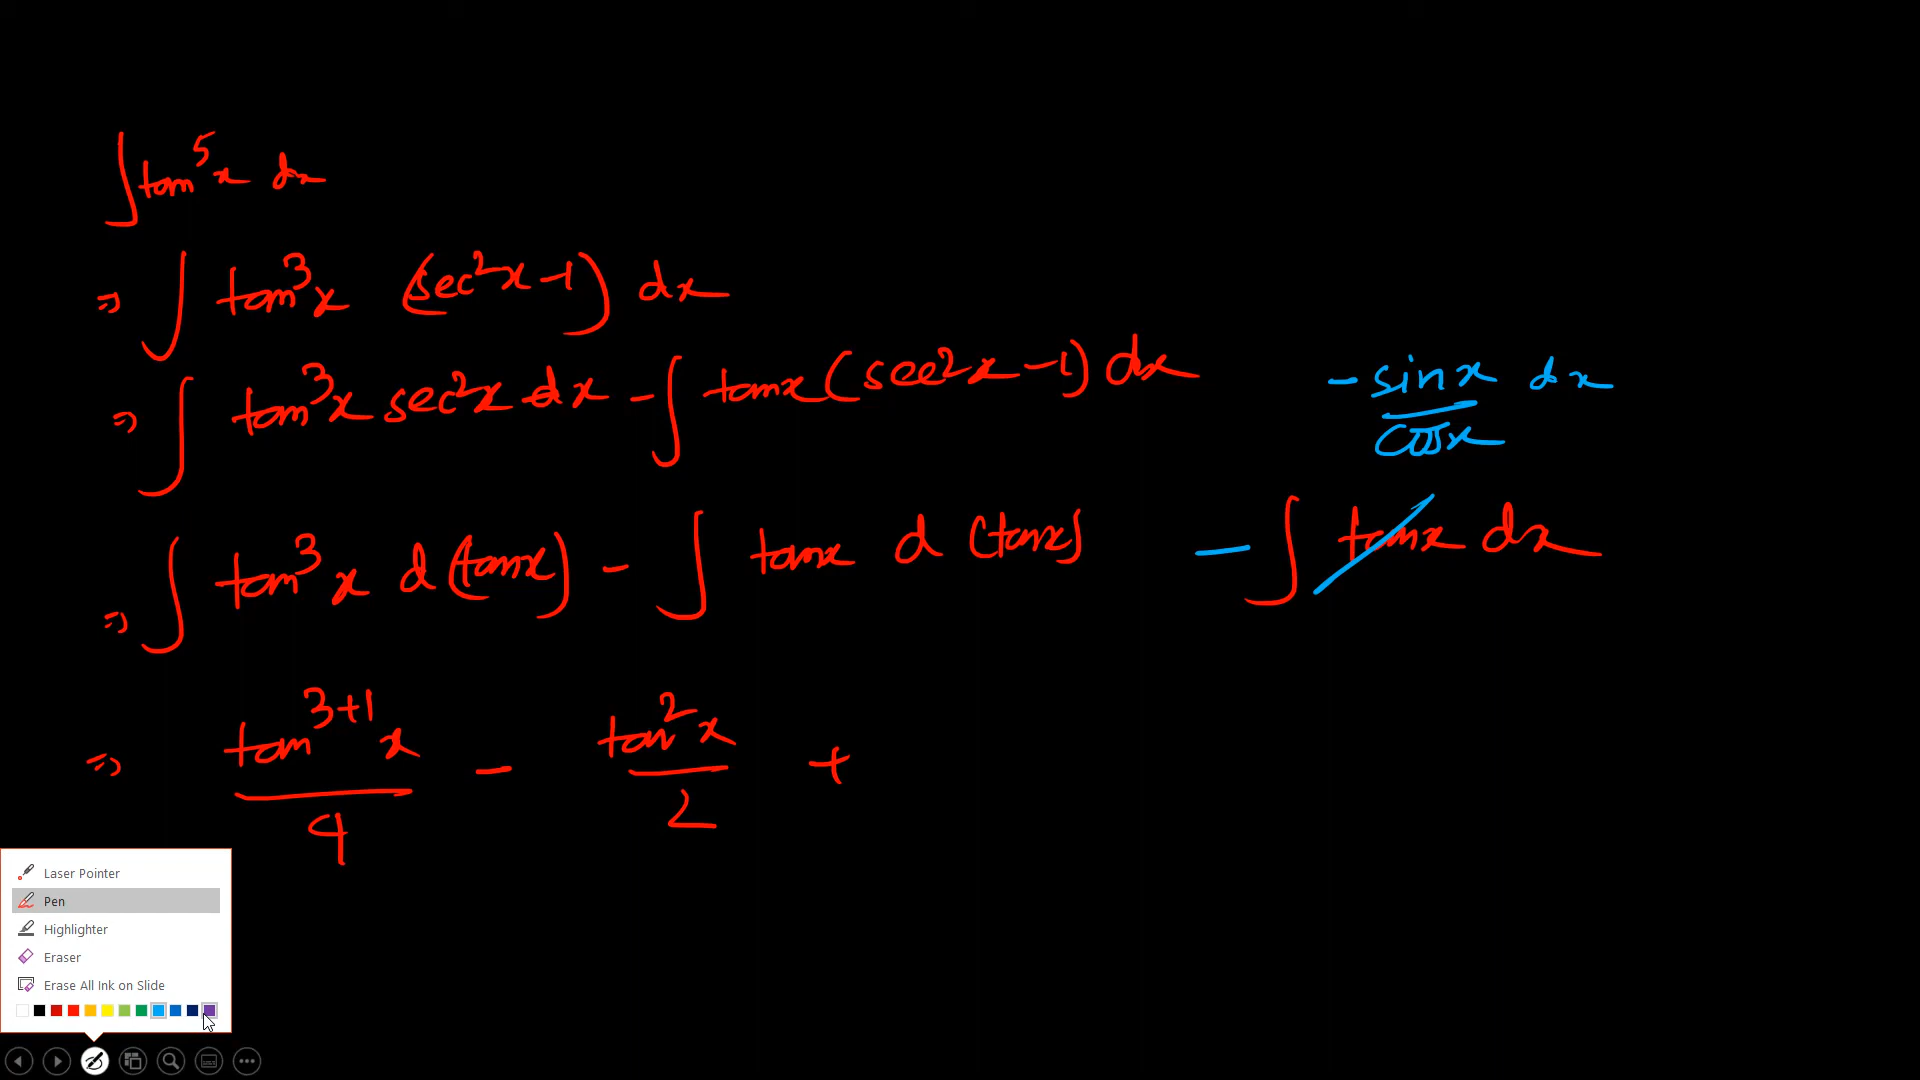 ∫tan⁵x dx
⇒ ∫ tan³x (sec²x-1) dx
⇒ ∫ tan³x sec²x dx - ∫ tanx (sec²x-1) dx
- sinx dx
cosx
⇒ ∫ tan³x d(tanx) - ∫ tanx d(tanx) - ∫ tanx dx
⇒ tan³⁺¹x - tan²x +
4 2
Laser Pointer
Pen
Highlighter
Eraser
Erase All Ink on Slide